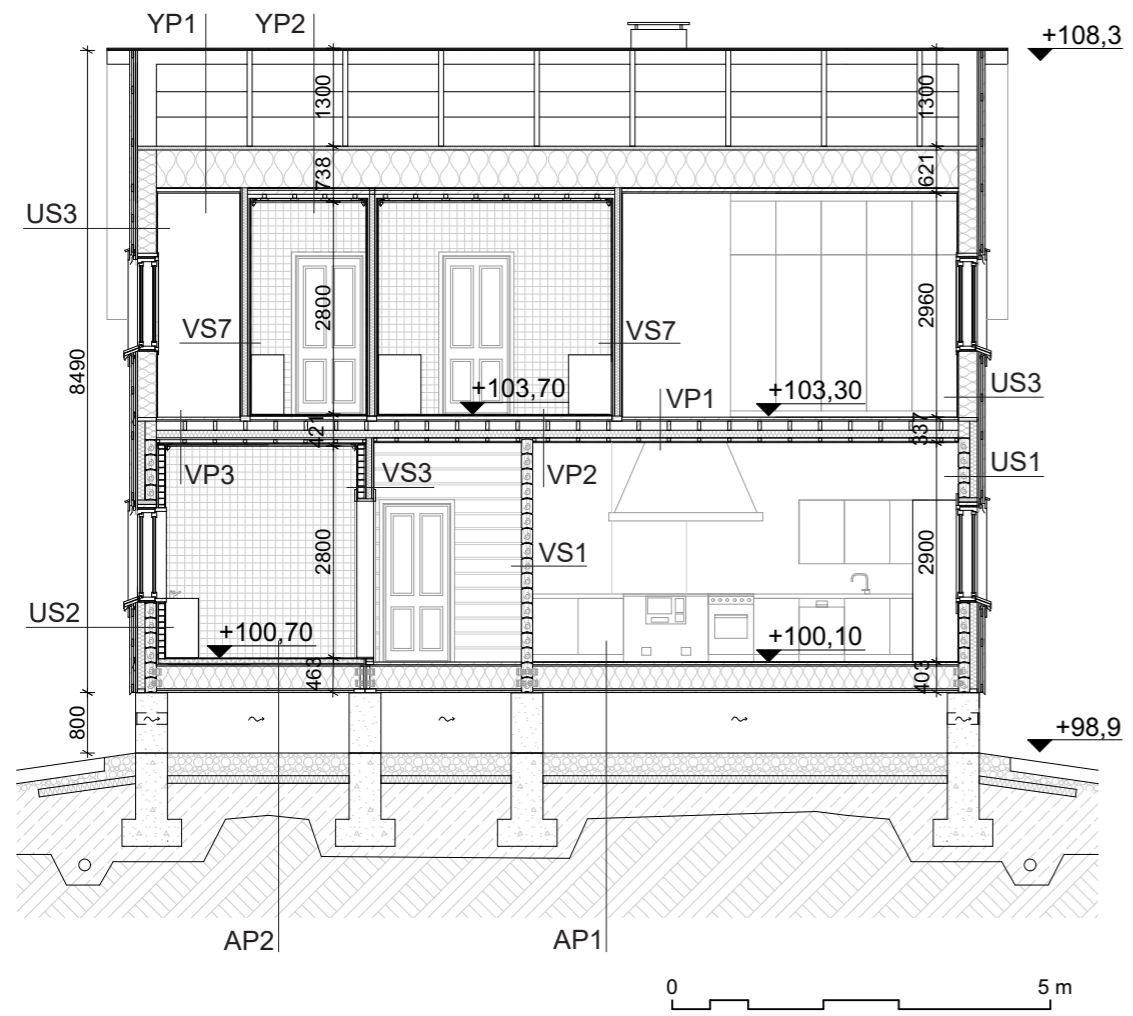 YP1 YP2
+108,3
1300 1300
738 621
US3
2800 2960
VS7 VS7
8490
+103,70 +103,30 US3
VP1
421 337
VP3 VS3 VP2 US1
2800 2900
VS1
US2
+100,70 +100,10
463 403
800
+98,9
AP2 AP1
0 5 m